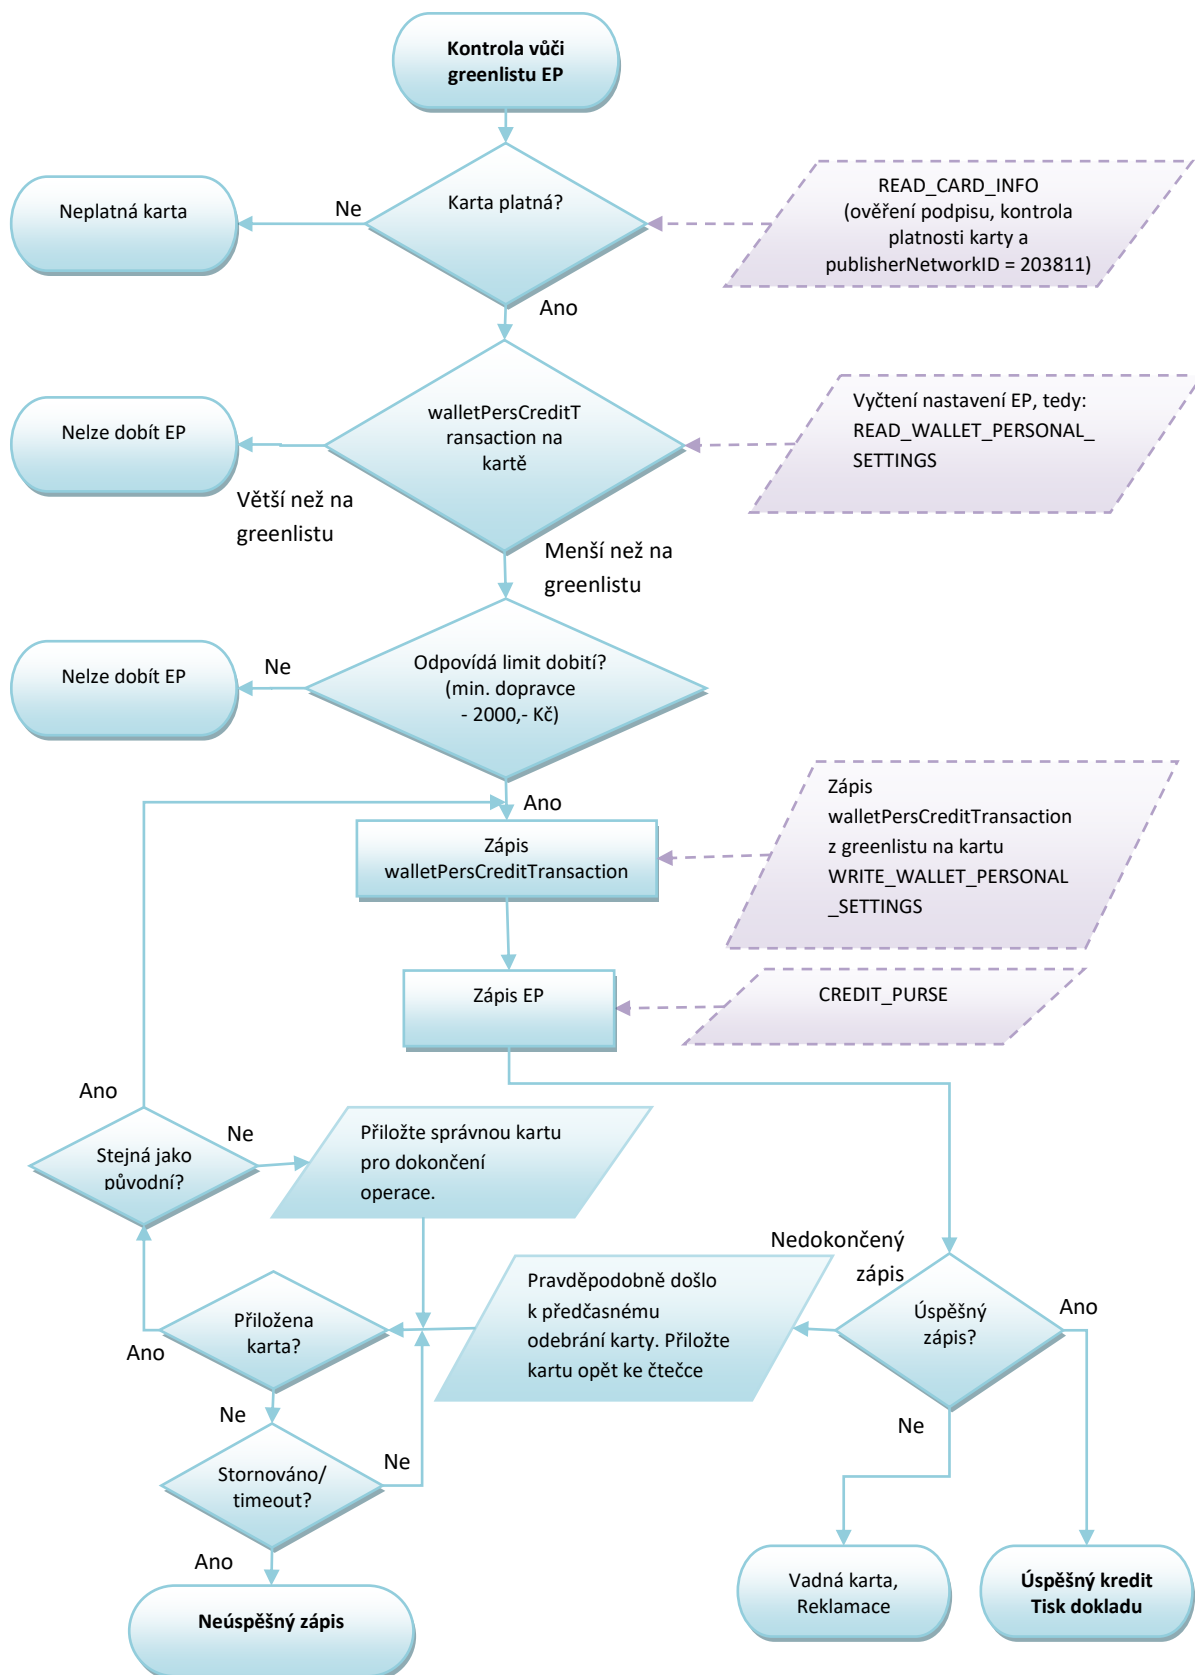 Kontrola vůči
greenlistu EP
Karta platná?
Ne
Neplatná karta
READ_CARD_INFO
(ověření podpisu, kontrola
platnosti karty a
publisherNetworkID = 203811)
Ano
walletPersCreditT
ransaction na
kartě
Nelze dobít EP
Větší než na
greenlistu
Vyčtení nastavení EP, tedy:
READ_WALLET_PERSONAL_
SETTINGS
Menší než na
greenlistu
Odpovídá limit dobití?
(min. dopravce
- 2000,- Kč)
Ne
Nelze dobít EP
Ano
Zápis
walletPersCreditTransaction
Zápis
walletPersCreditTransaction
z greenlistu na kartu
WRITE_WALLET_PERSONAL
_SETTINGS
Zápis EP
CREDIT_PURSE
Ano
Stejná jako
původní?
Ne
Přiložte správnou kartu
pro dokončení
operace.
Nedokončený
zápis
Pravděpodobně došlo
k předčasnému
odebrání karty. Přiložte
kartu opět ke čtečce
Úspěšný
zápis?
Ano
Přiložena
karta?
Ano
Ne
Ne
Stornováno/
timeout?
Ne
Ano
Neúspěšný zápis
Vadná karta,
Reklamace
Úspěšný kredit
Tisk dokladu